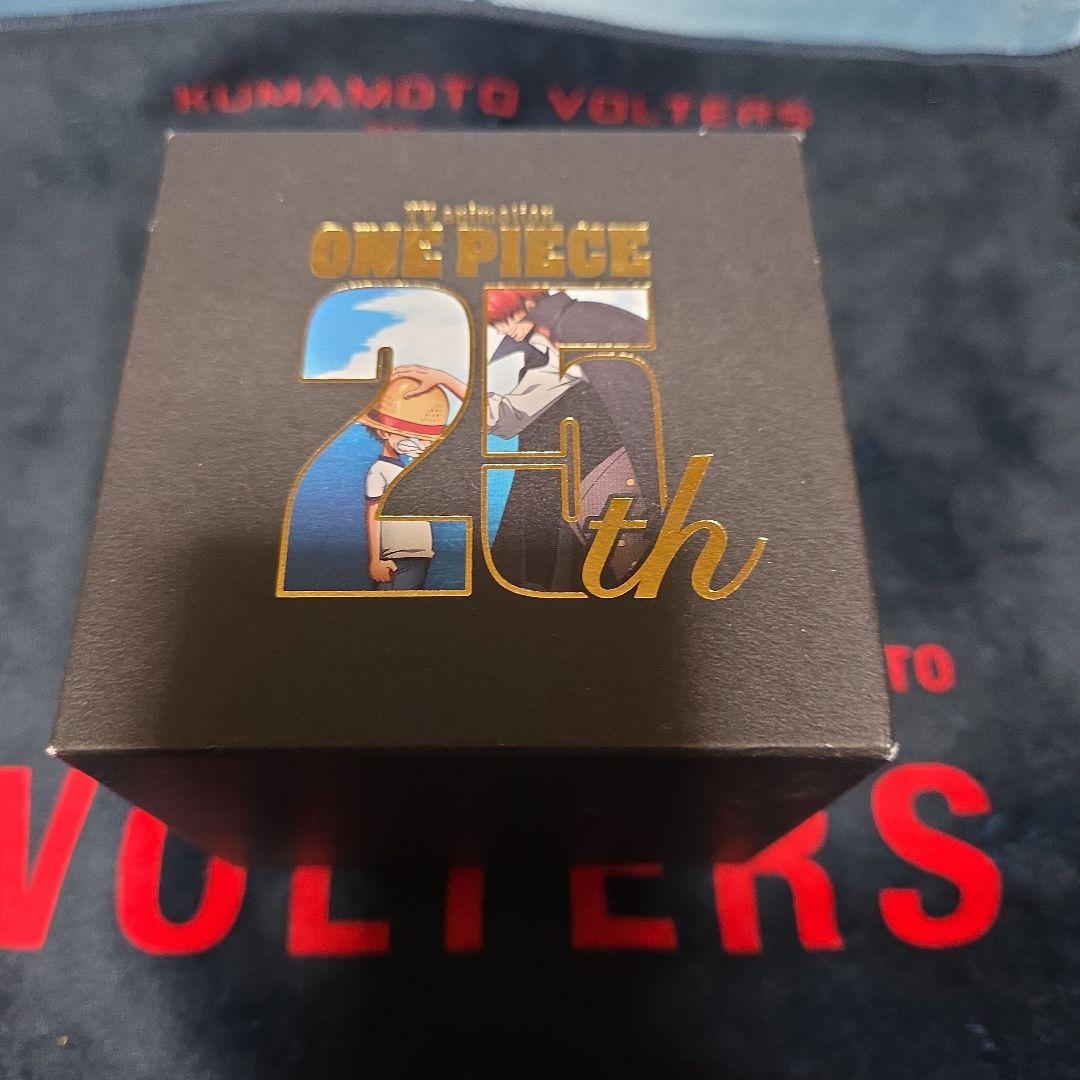 KUMAMOTO VOLTERS
TV animation
ONE PIECE
25th
TO
VOLTERS